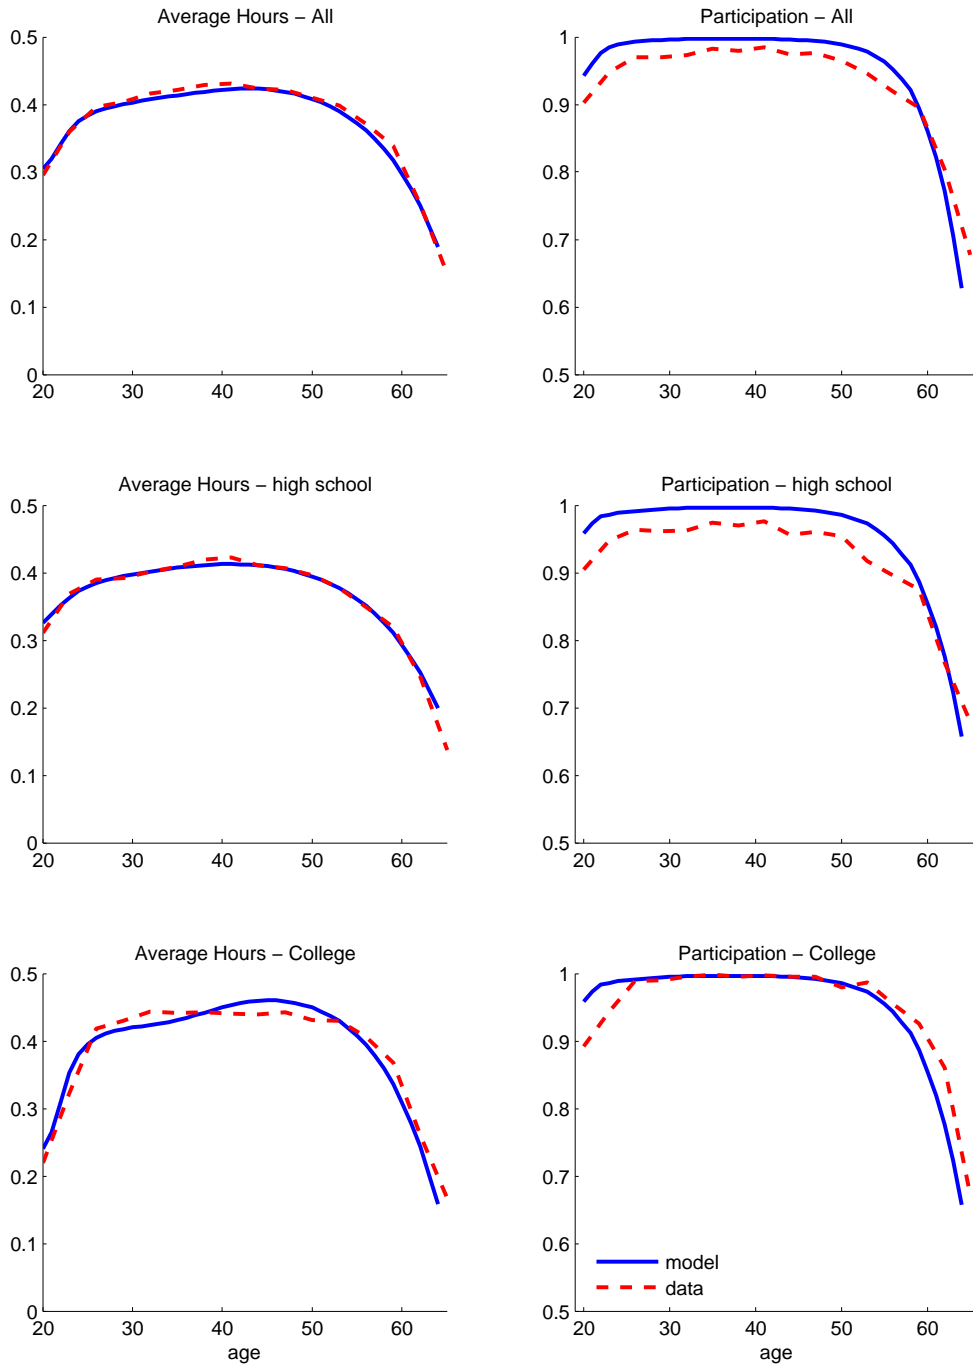 Average Hours – All
0.5
0.4
0.3
0.2
0.1
0
20 30 40 50 60
Participation – All
1
0.9
0.8
0.7
0.6
0.5
20 30 40 50 60
Average Hours – high school
0.5
0.4
0.3
0.2
0.1
0
20 30 40 50 60
Participation – high school
1
0.9
0.8
0.7
0.6
0.5
20 30 40 50 60
Average Hours – College
0.5
0.4
0.3
0.2
0.1
0
20 30 40 50 60
age
Participation – College
1
0.9
0.8
0.7
0.6
0.5
model
data
20 30 40 50 60
age